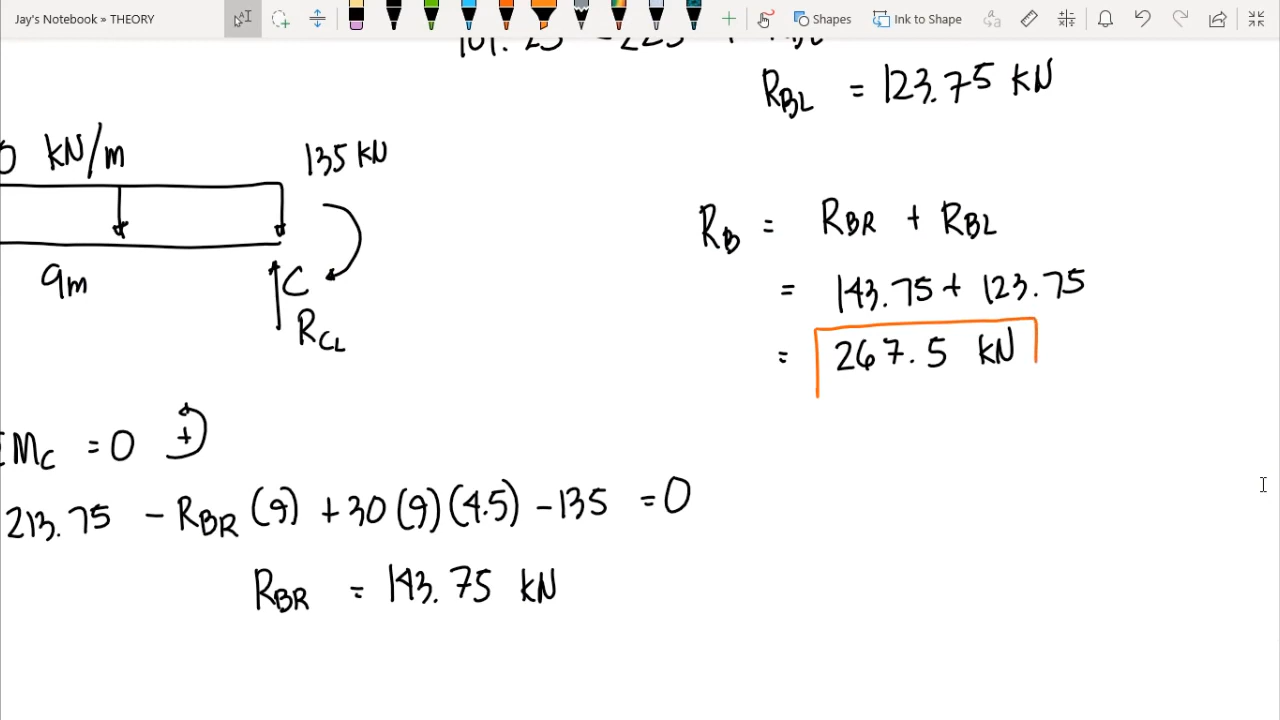 Jay's Notebook » THEORY
Shapes
Ink to Shape
R_BL = 123.75 kN
kN/m
135 kN
R_B = R_BR + R_BL
9m
C
= 143.75 + 123.75
R_CL
= 267.5 kN
M_C = 0 +
213.75 - R_BR (9) + 30 (9) (4.5) - 135 = 0
R_BR = 143.75 kN